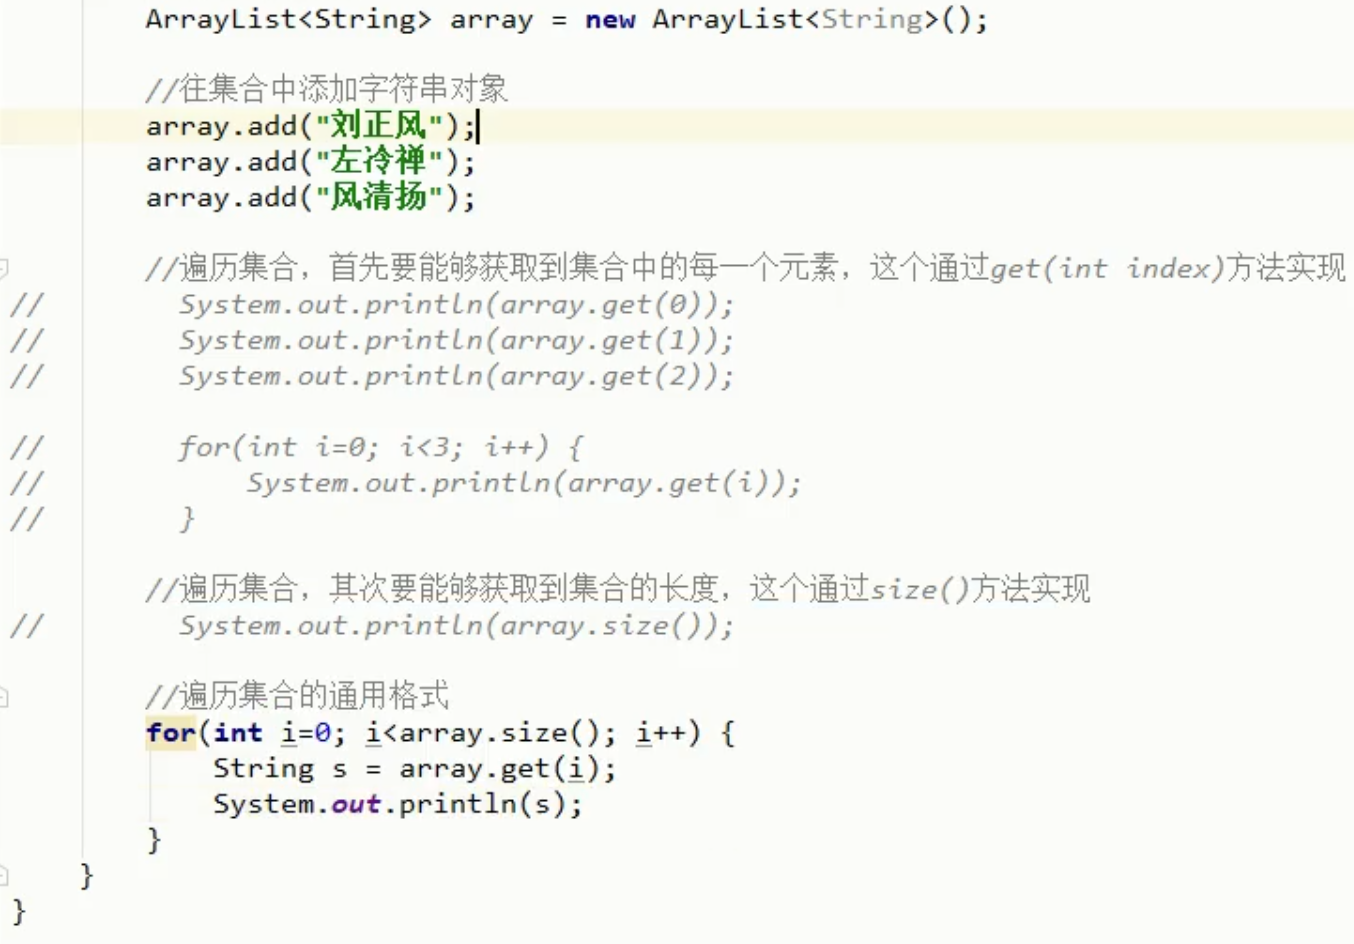 ArrayList<String> array = new ArrayList<String>();
//往集合中添加字符串对象
array.add("刘正风");
array.add("左冷禅");
array.add("风清扬");
//遍历集合，首先要能够获取到集合中的每一个元素，这个通过get(int index)方法实现
// System.out.println(array.get(0));
// System.out.println(array.get(1));
// System.out.println(array.get(2));
// for(int i=0; i<3; i++) {
// System.out.println(array.get(i));
// }
//遍历集合，其次要能够获取到集合的长度，这个通过size()方法实现
// System.out.println(array.size());
//遍历集合的通用格式
for(int i=0; i<array.size(); i++) {
String s = array.get(i);
System.out.println(s);
}
}
}